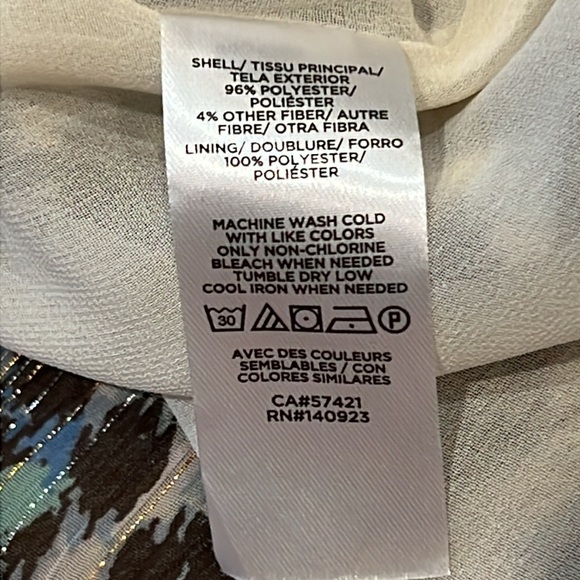 SHELL/ TISSU PRINCIPAL/
TELA EXTERIOR
96% POLYESTER/
POLIÉSTER
4% OTHER FIBER/ AUTRE
FIBRE/ OTRA FIBRA
LINING/ DOUBLURE/ FORRO
100% POLYESTER/
POLIÉSTER
MACHINE WASH COLD
WITH LIKE COLORS
ONLY NON-CHLORINE
BLEACH WHEN NEEDED
TUMBLE DRY LOW
COOL IRON WHEN NEEDED
30 P
AVEC DES COULEURS
SEMBLABLES / CON
COLORES SIMILARES
CA#57421
RN#140923